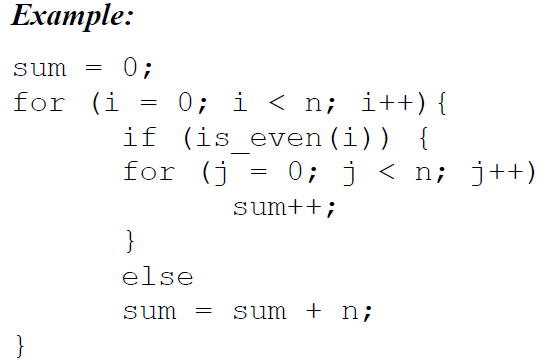 Example:
sum = 0;
for (i = 0; i < n; i++){
if (is_even(i)) {
for (j = 0; j < n; j++)
sum++;
}
else
sum = sum + n;
}